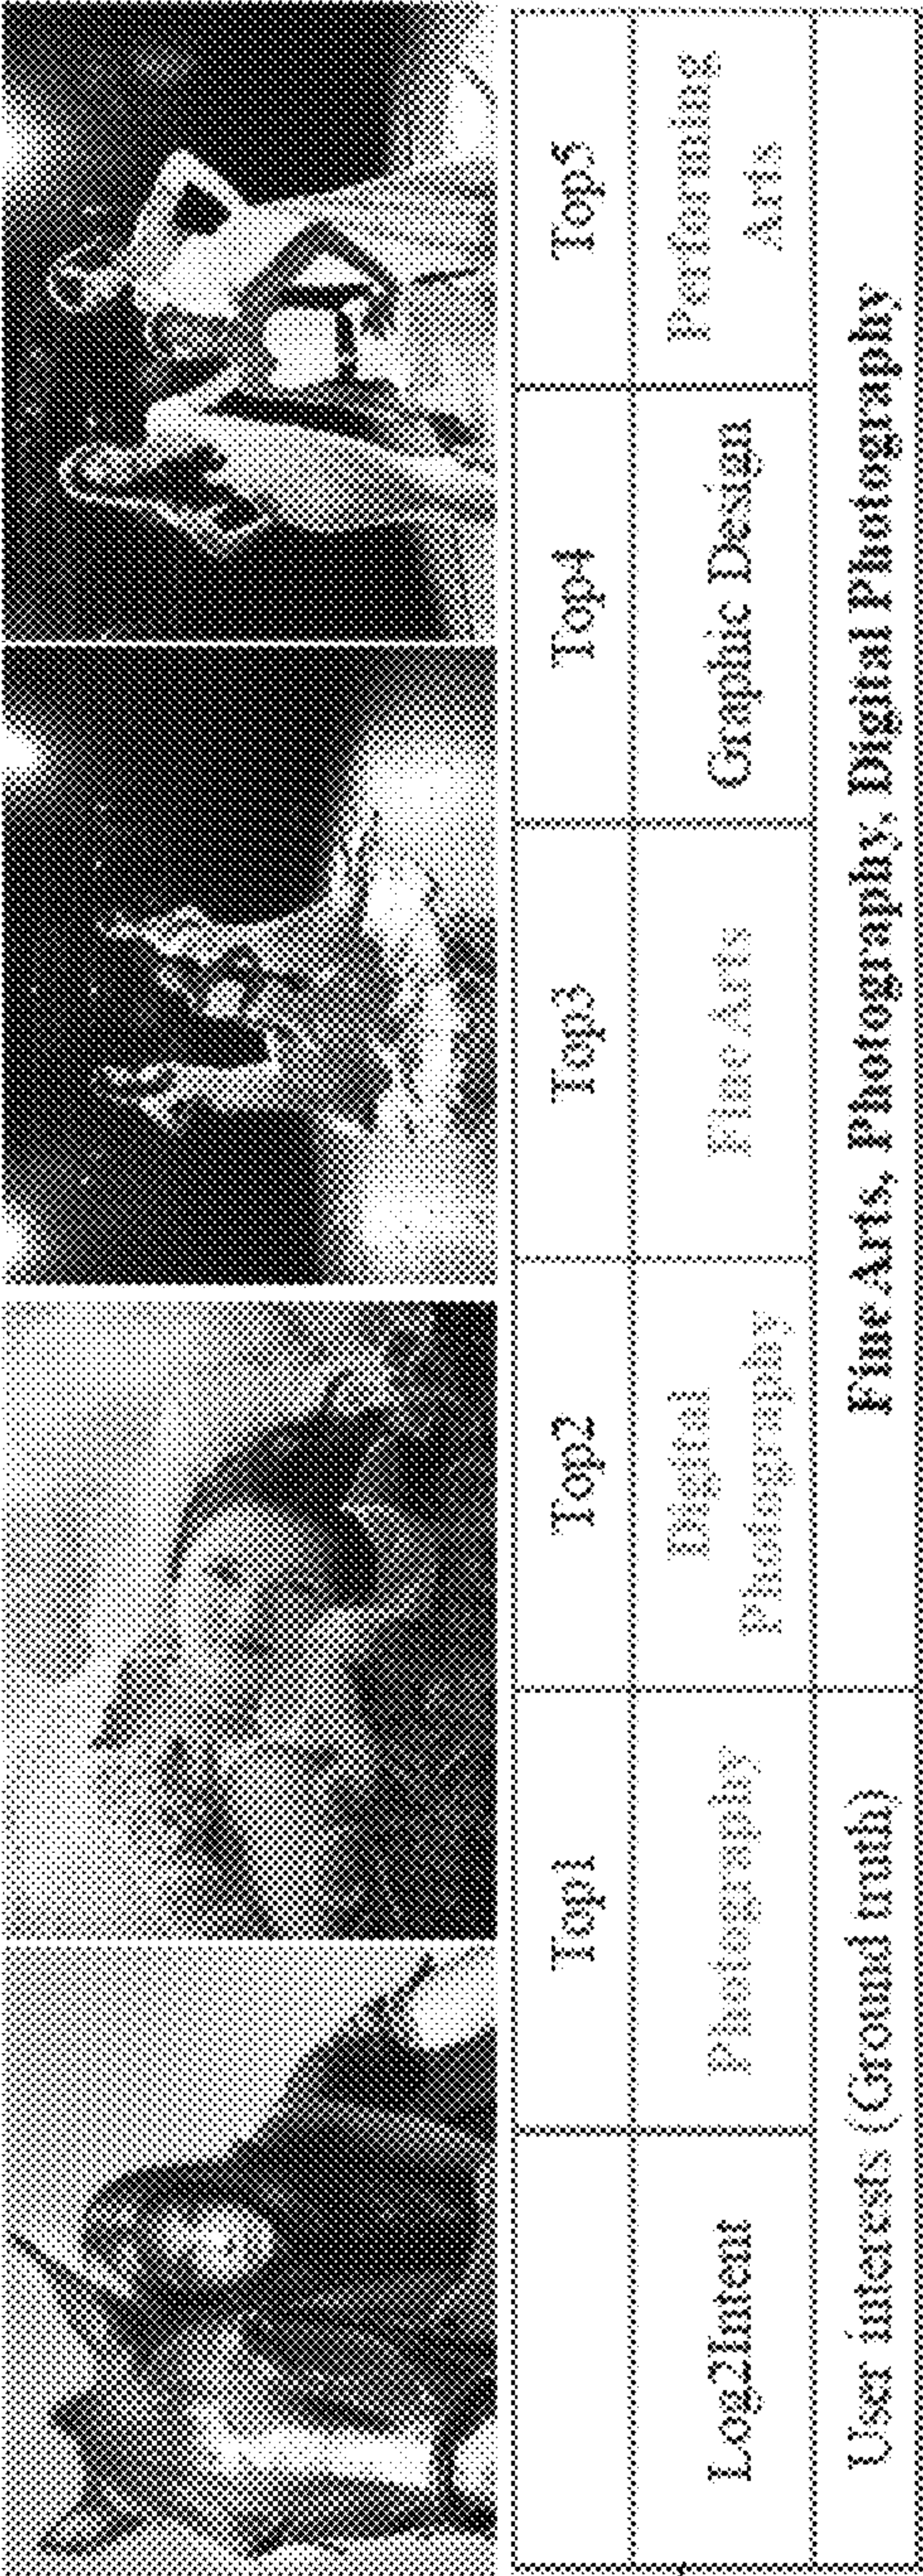 Top1 Top2 Top3 Top4 Top5
Log2Intent Photography Digital Photography Fine Arts Graphic Design Performing Arts
User interests (Ground truth) Fine Arts, Photography, Digital Photography